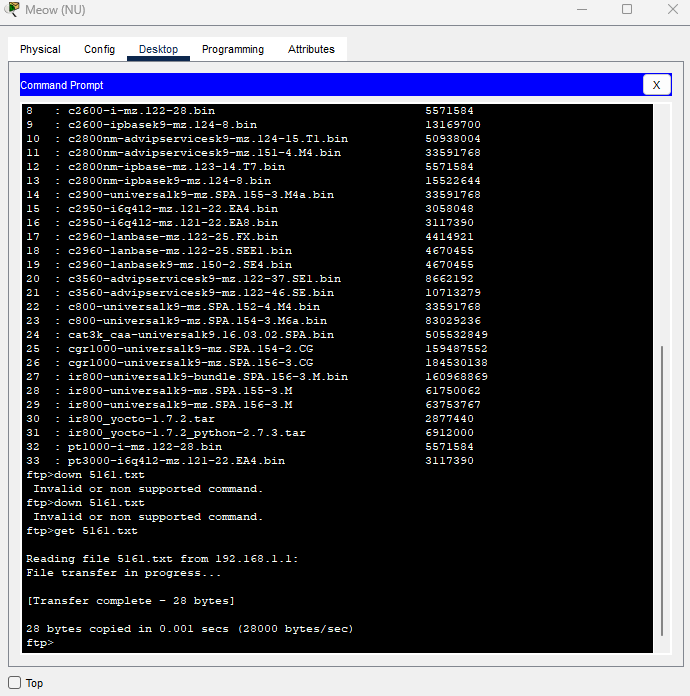 Meow (NU)
Physical Config Desktop Programming Attributes
Command Prompt X
8 : c2600-i-mz.122-28.bin 5571584
9 : c2600-ipbasek9-mz.124-8.bin 13169700
10 : c2800nm-advipservicesk9-mz.124-15.T1.bin 50938004
11 : c2800nm-advipservicesk9-mz.151-4.M4.bin 33591768
12 : c2800nm-ipbase-mz.123-14.T7.bin 5571584
13 : c2800nm-ipbasek9-mz.124-8.bin 15522644
14 : c2900-universalk9-mz.SPA.155-3.M4a.bin 33591768
15 : c2950-i6q4l2-mz.121-22.EA4.bin 3058048
16 : c2950-i6q4l2-mz.121-22.EA8.bin 3117390
17 : c2960-lanbase-mz.122-25.FX.bin 4414921
18 : c2960-lanbase-mz.122-25.SEE1.bin 4670455
19 : c2960-lanbasek9-mz.150-2.SE4.bin 4670455
20 : c3560-advipservicesk9-mz.122-37.SE1.bin 8662192
21 : c3560-advipservicesk9-mz.122-46.SE.bin 10713279
22 : c800-universalk9-mz.SPA.152-4.M4.bin 33591768
23 : c800-universalk9-mz.SPA.154-3.M6a.bin 83029236
24 : cat3k_caa-universalk9.16.03.02.SPA.bin 505532849
25 : cgr1000-universalk9-mz.SPA.154-2.CG 159487552
26 : cgr1000-universalk9-mz.SPA.156-3.CG 184530138
27 : ir800-universalk9-bundle.SPA.156-3.M.bin 160968869
28 : ir800-universalk9-mz.SPA.155-3.M 61750062
29 : ir800-universalk9-mz.SPA.156-3.M 63753767
30 : ir800_yocto-1.7.2.tar 2877440
31 : ir800_yocto-1.7.2_python-2.7.3.tar 6912000
32 : pt1000-i-mz.122-28.bin 5571584
33 : pt3000-i6q4l2-mz.121-22.EA4.bin 3117390
ftp>down 5161.txt
Invalid or non supported command.
ftp>down 5161.txt
Invalid or non supported command.
ftp>get 5161.txt
Reading file 5161.txt from 192.168.1.1:
File transfer in progress...
[Transfer complete - 28 bytes]
28 bytes copied in 0.001 secs (28000 bytes/sec)
ftp>
Top